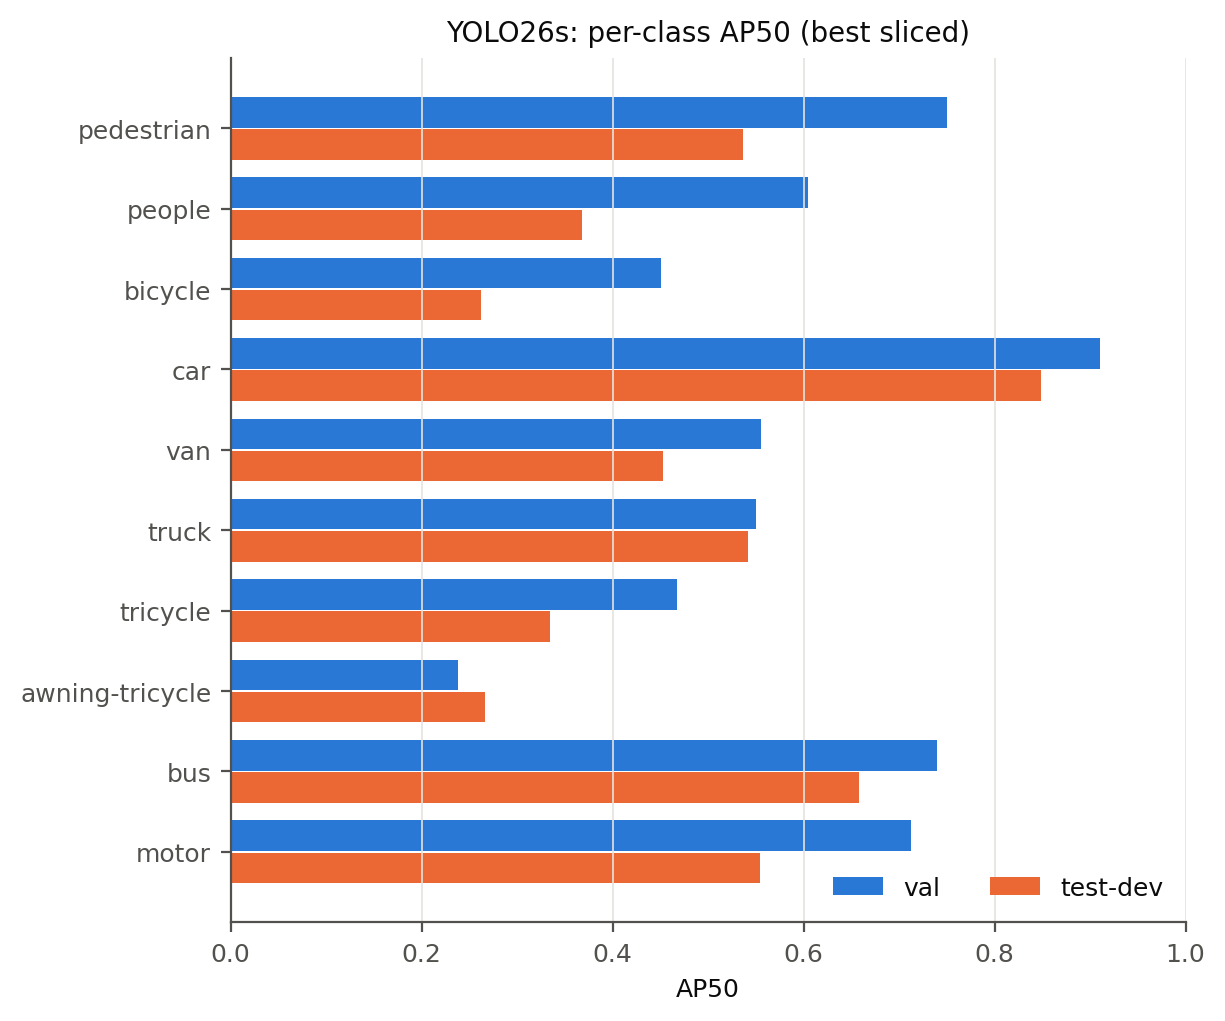 YOLO26s: per-class AP50 (best sliced)
pedestrian
people
bicycle
car
van
truck
tricycle
awning-tricycle
bus
motor
val test-dev
0.0 0.2 0.4 0.6 0.8 1.0
AP50